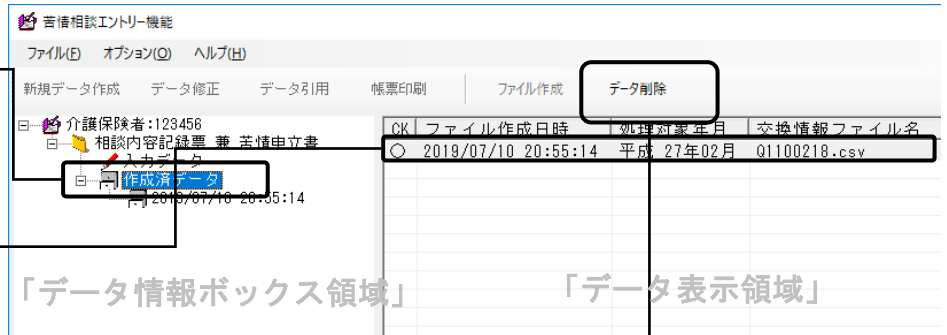 苦情相談エントリー機能
ファイル(F) オプション(O) ヘルプ(H)
新規データ作成 データ修正 データ引用 帳票印刷 ファイル作成 データ削除
介護保険者:123456
相談内容記録票 兼 苦情申立書
入力データ
作成済データ
2019/07/10 20:55:14
CK ファイル作成日時 処理対象年月 交換情報ファイル名
○ 2019/07/10 20:55:14 平成 27年02月 Q1100218.csv
「データ情報ボックス領域」 「データ表示領域」